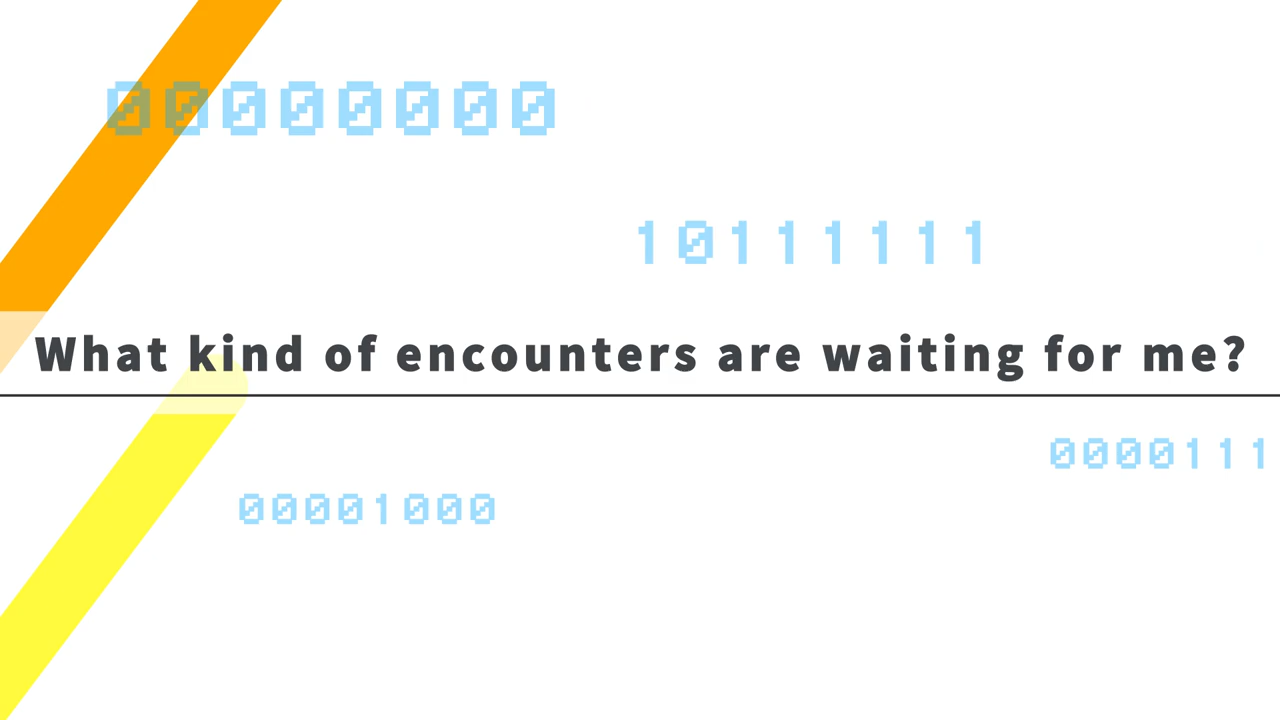 00000000
10111111
What kind of encounters are waiting for me?
0000111
00001000